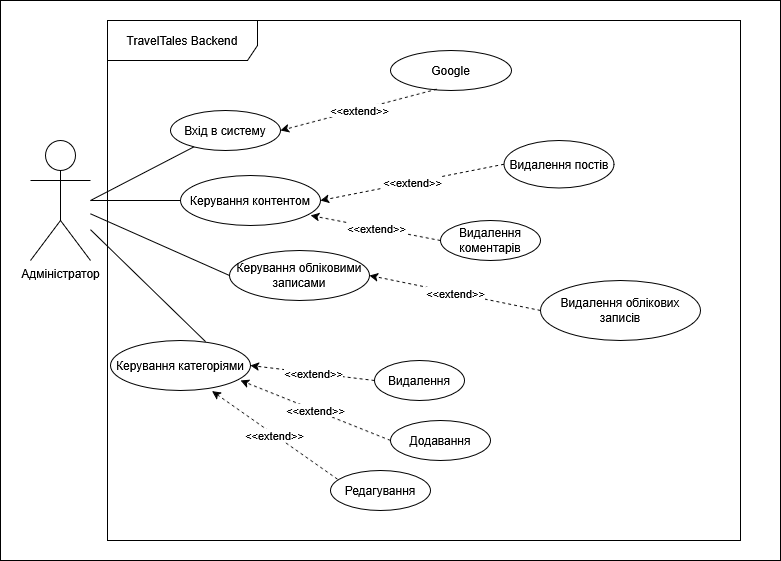 TravelTales Backend
Google
<<extend>>
Вхід в систему
Видалення постів
<<extend>>
Керування контентом
<<extend>>
Видалення
коментарів
Адміністратор
Керування обліковими
записами
<<extend>>
Видалення облікових
записів
Керування категоріями
<<extend>>
Видалення
<<extend>>
Додавання
<<extend>>
Редагування